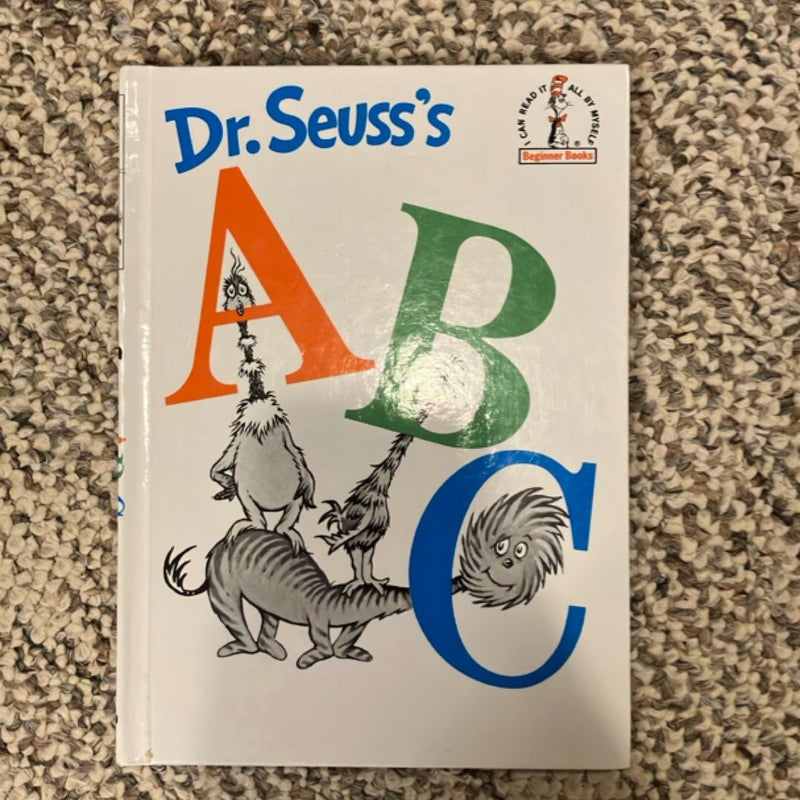 Dr. Seuss's
I CAN READ IT ALL BY MYSELF
Beginner Books
®
A
B
C